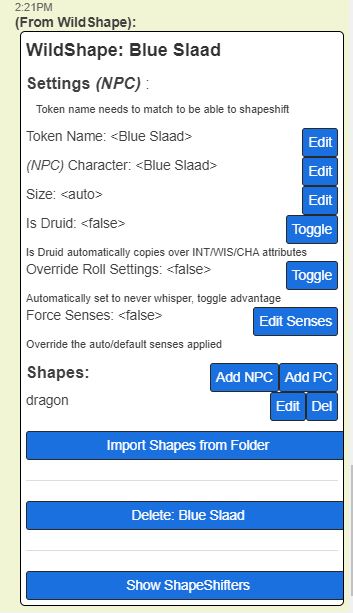 2:21PM
(From WildShape):
WildShape: Blue Slaad
Settings (NPC) :
Token name needs to match to be able to shapeshift
Token Name: <Blue Slaad> Edit
(NPC) Character: <Blue Slaad> Edit
Size: <auto> Edit
Is Druid: <false> Toggle
Is Druid automatically copies over INT/WIS/CHA attributes
Override Roll Settings: <false> Toggle
Automatically set to never whisper, toggle advantage
Force Senses: <false> Edit Senses
Override the auto/default senses applied
Shapes: Add NPC Add PC
dragon Edit Del
Import Shapes from Folder
Delete: Blue Slaad
Show ShapeShifters